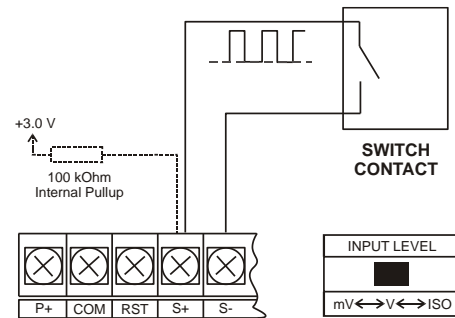 +3.0 V
100 kOhm
Internal Pullup
SWITCH
CONTACT
P+ COM RST S+ S-
INPUT LEVEL
mV↔V↔ISO